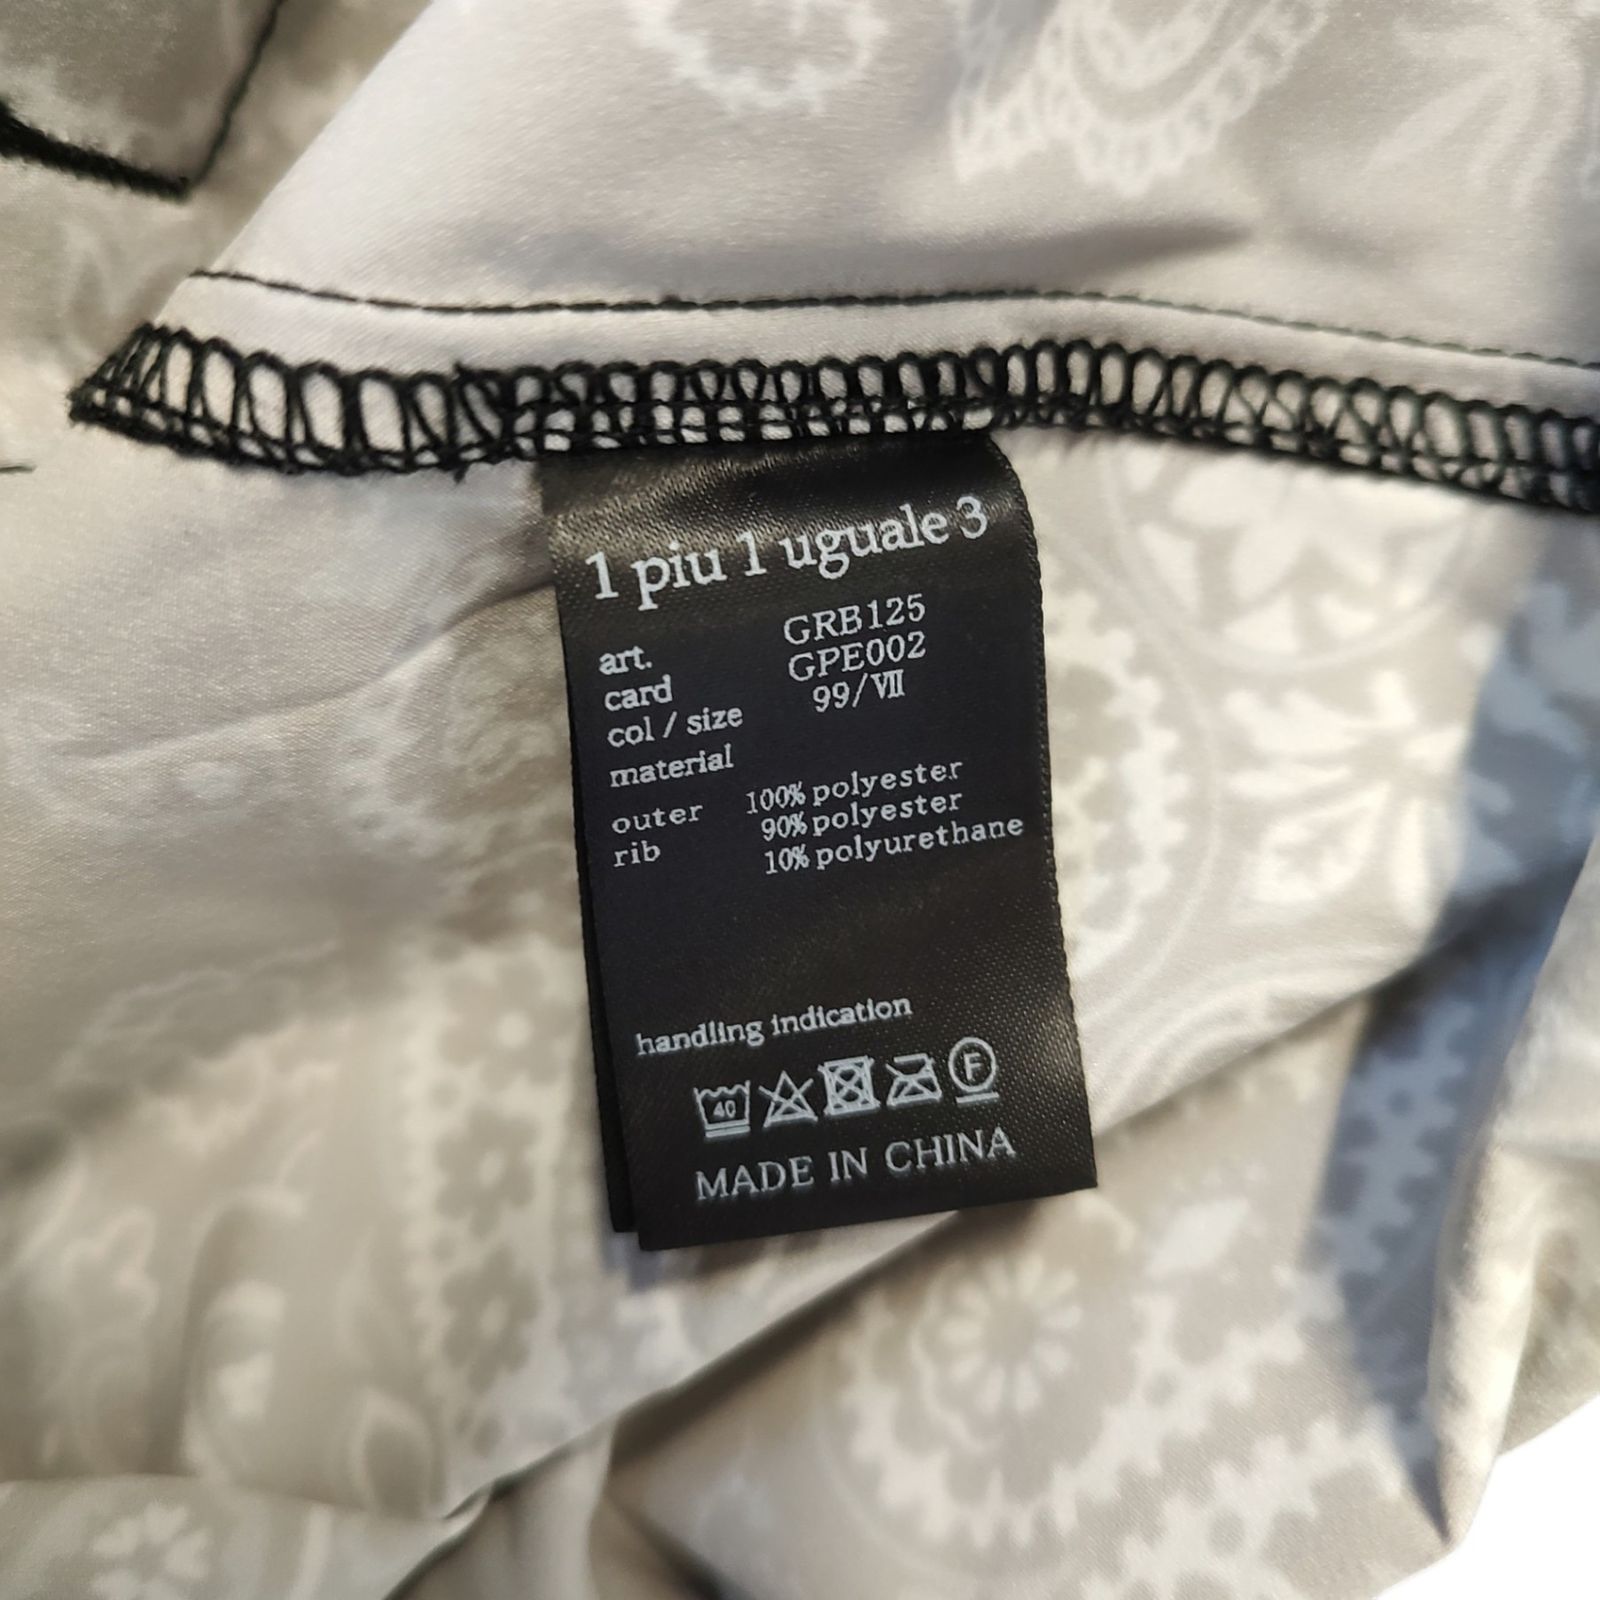 1 piu 1 uguale 3
art. GRB125
card GPE002
col / size 99/Ⅶ
material
outer 100% polyester
rib 90% polyester
10% polyurethane
handling indication
40 F
MADE IN CHINA